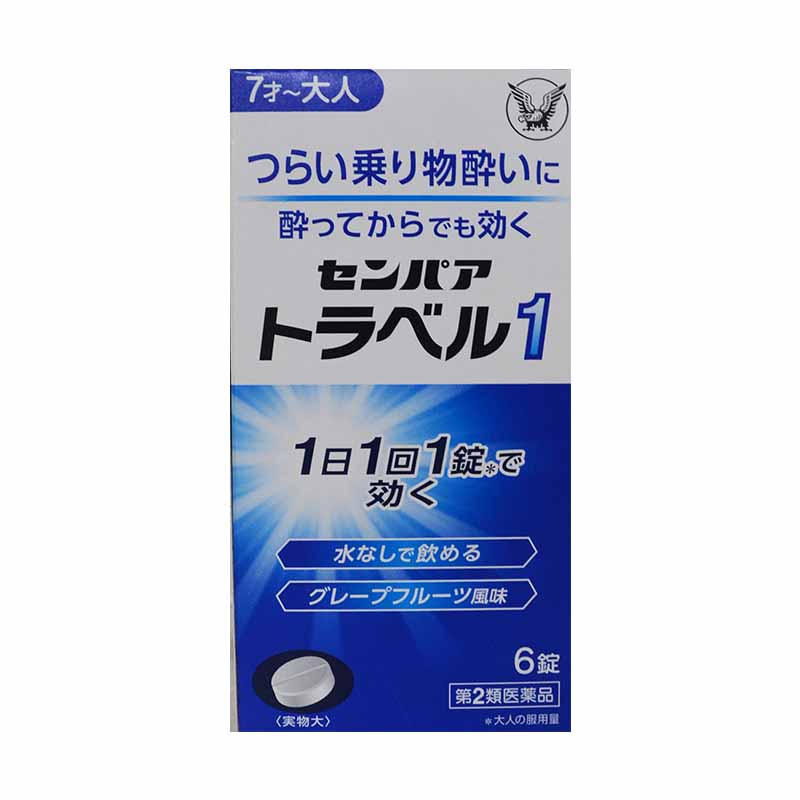 7才～大人
つらい乗り物酔いに
酔ってからでも効く
センパア
トラベル1
1日1回1錠*で
効く
水なしで飲める
グレープフルーツ風味
6錠
第2類医薬品
〈実物大〉
*大人の服用量